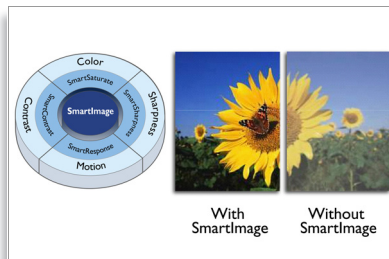 Color
SmartSaturate
Contrast
SmartContrast
SmartImage
SmartSharpness
Sharpness
SmartResponse
Motion
With
SmartImage
Without
SmartImage